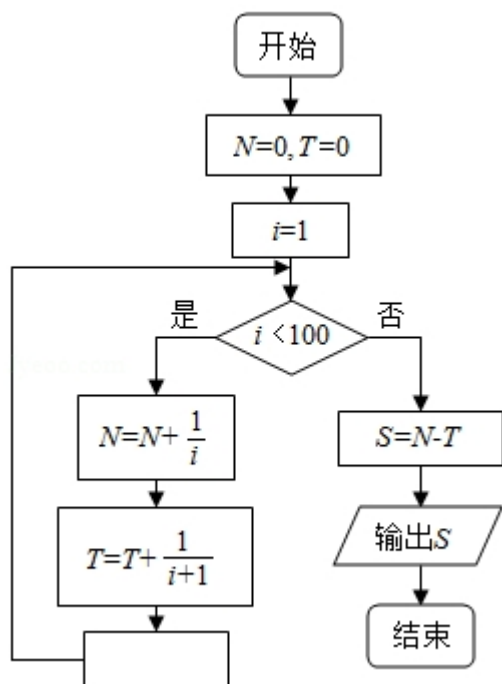 开始
N=0, T=0
i=1
i<100
是
否
N=N+1/i
S=N-T
T=T+1/(i+1)
输出S
结束